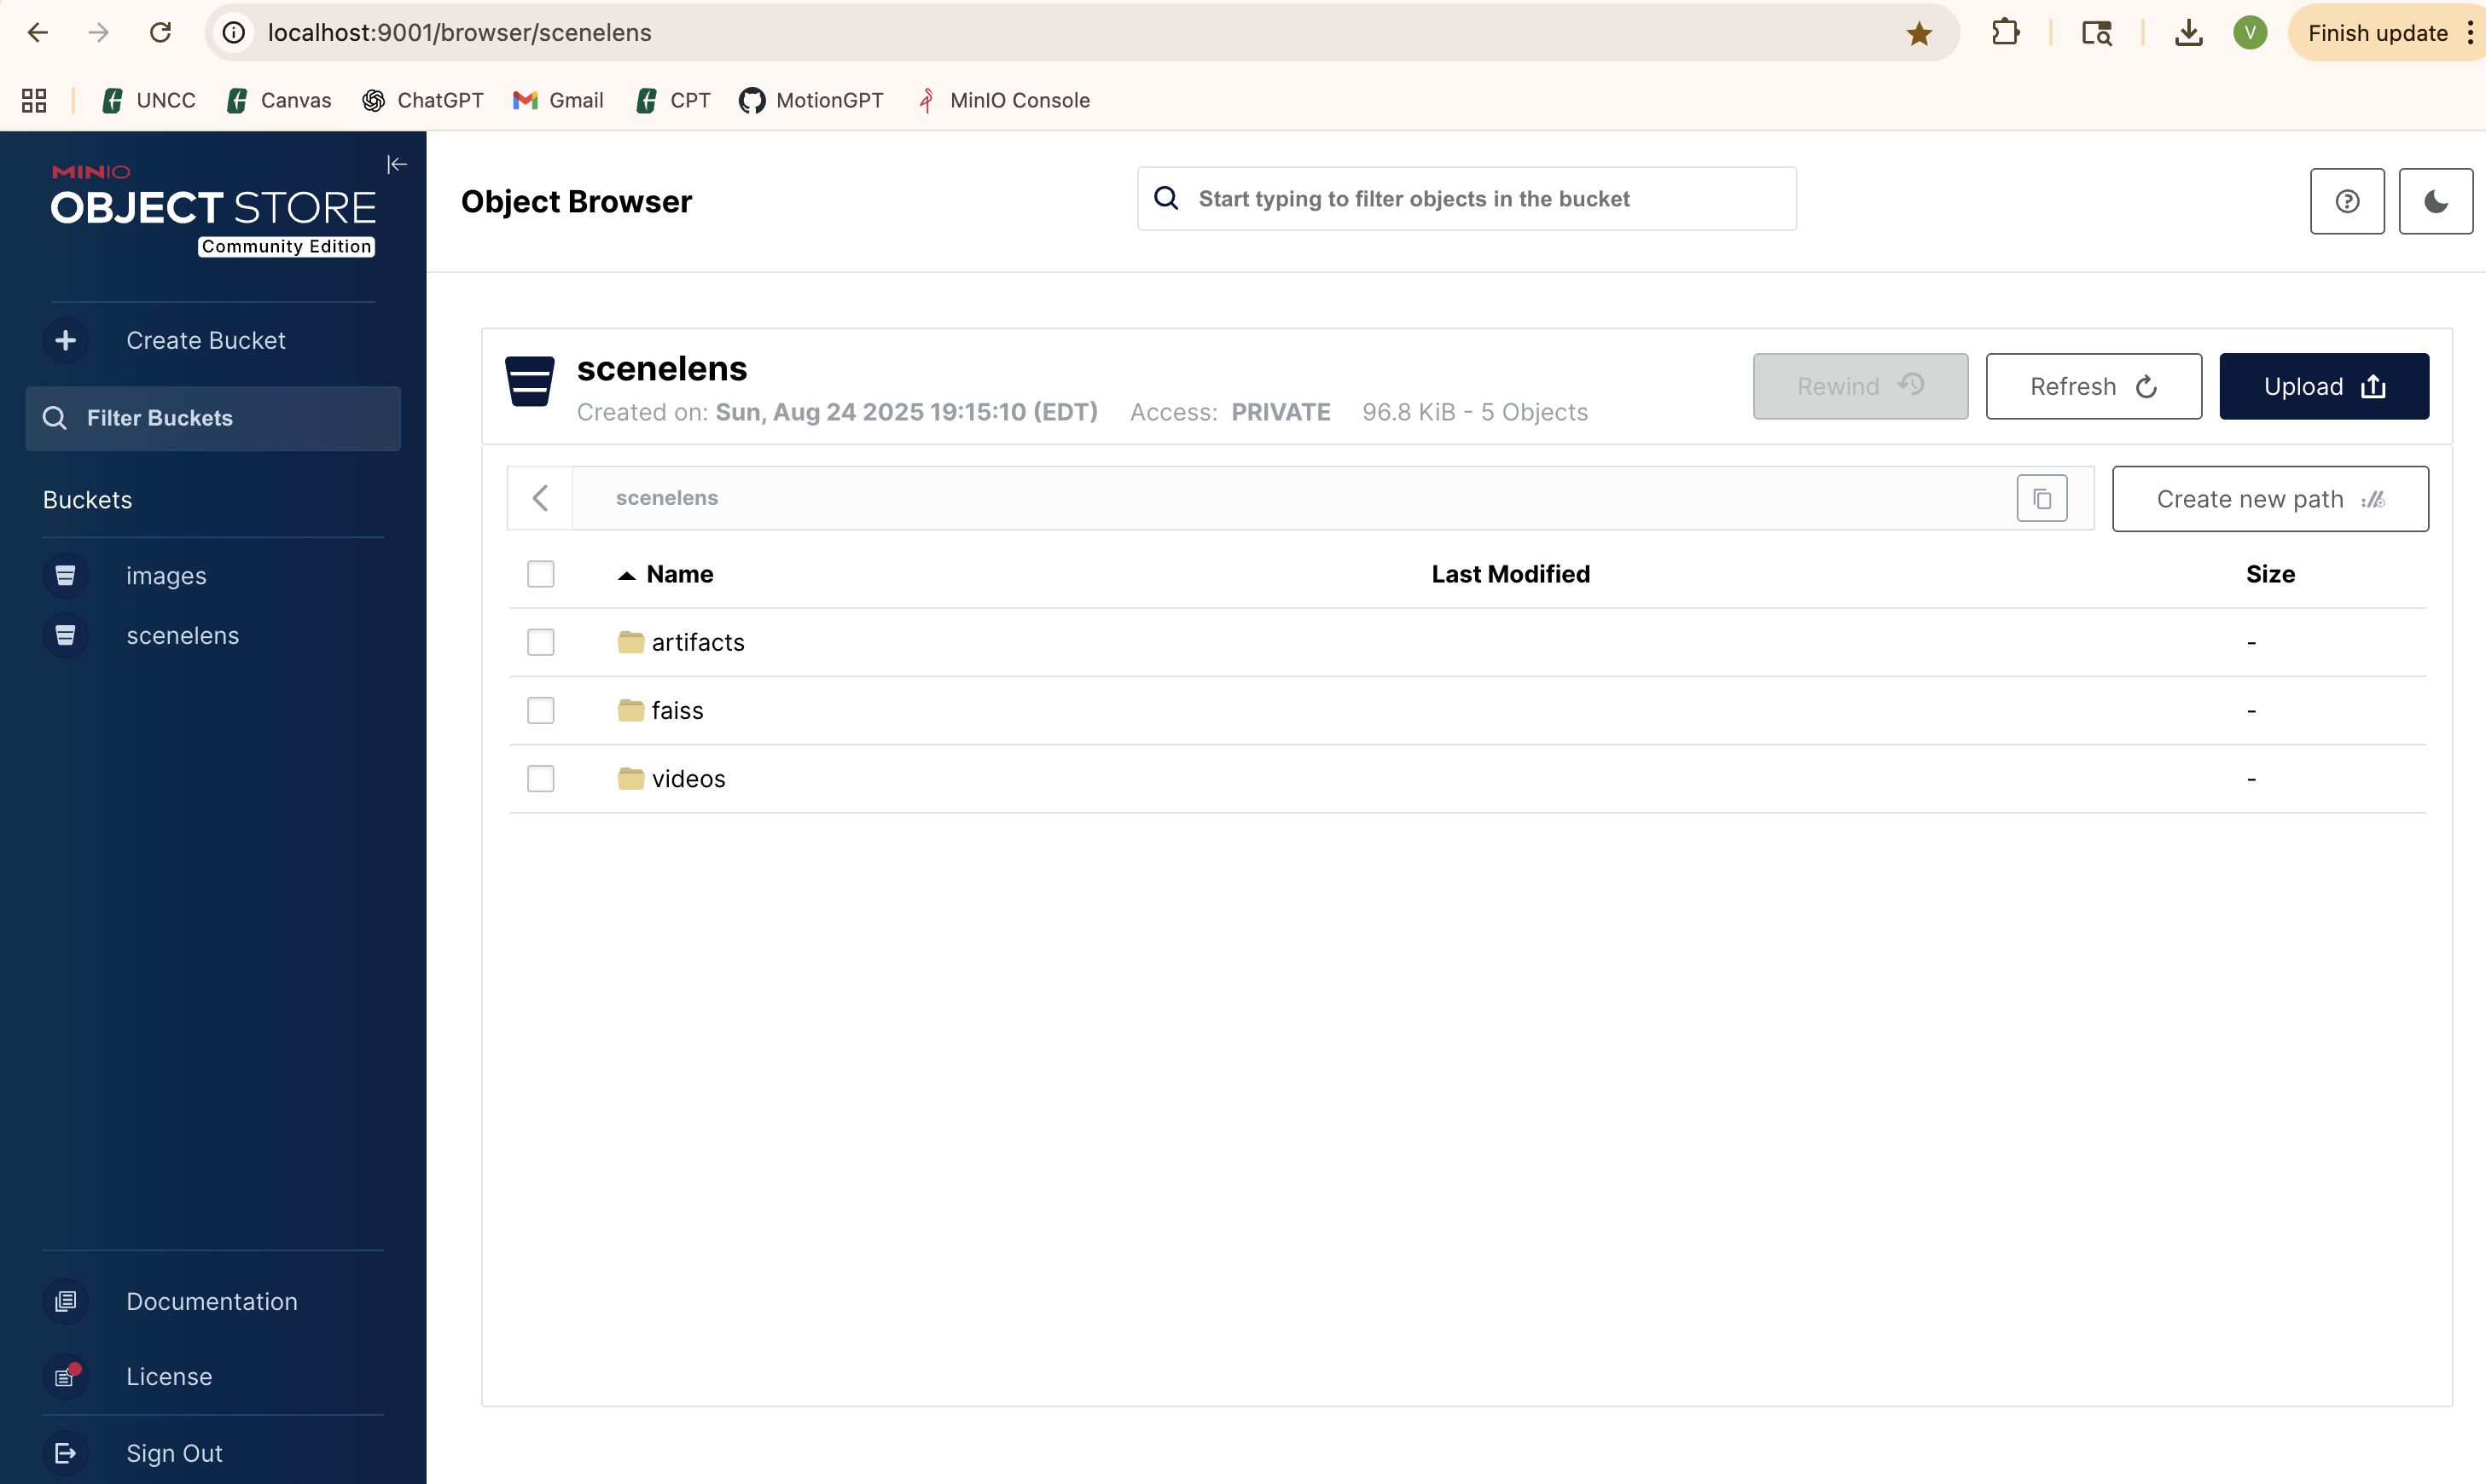 localhost:9001/browser/scenelens
V
Finish update
UNCC
Canvas
ChatGPT
Gmail
CPT
MotionGPT
MinIO Console
MINIO
OBJECT STORE
Community Edition
Create Bucket
Filter Buckets
Buckets
images
scenelens
Documentation
License
Sign Out
Object Browser
Start typing to filter objects in the bucket
scenelens
Created on: Sun, Aug 24 2025 19:15:10 (EDT) Access: PRIVATE 96.8 KiB - 5 Objects
Rewind
Refresh
Upload
scenelens
Create new path
Name Last Modified Size
artifacts -
faiss -
videos -